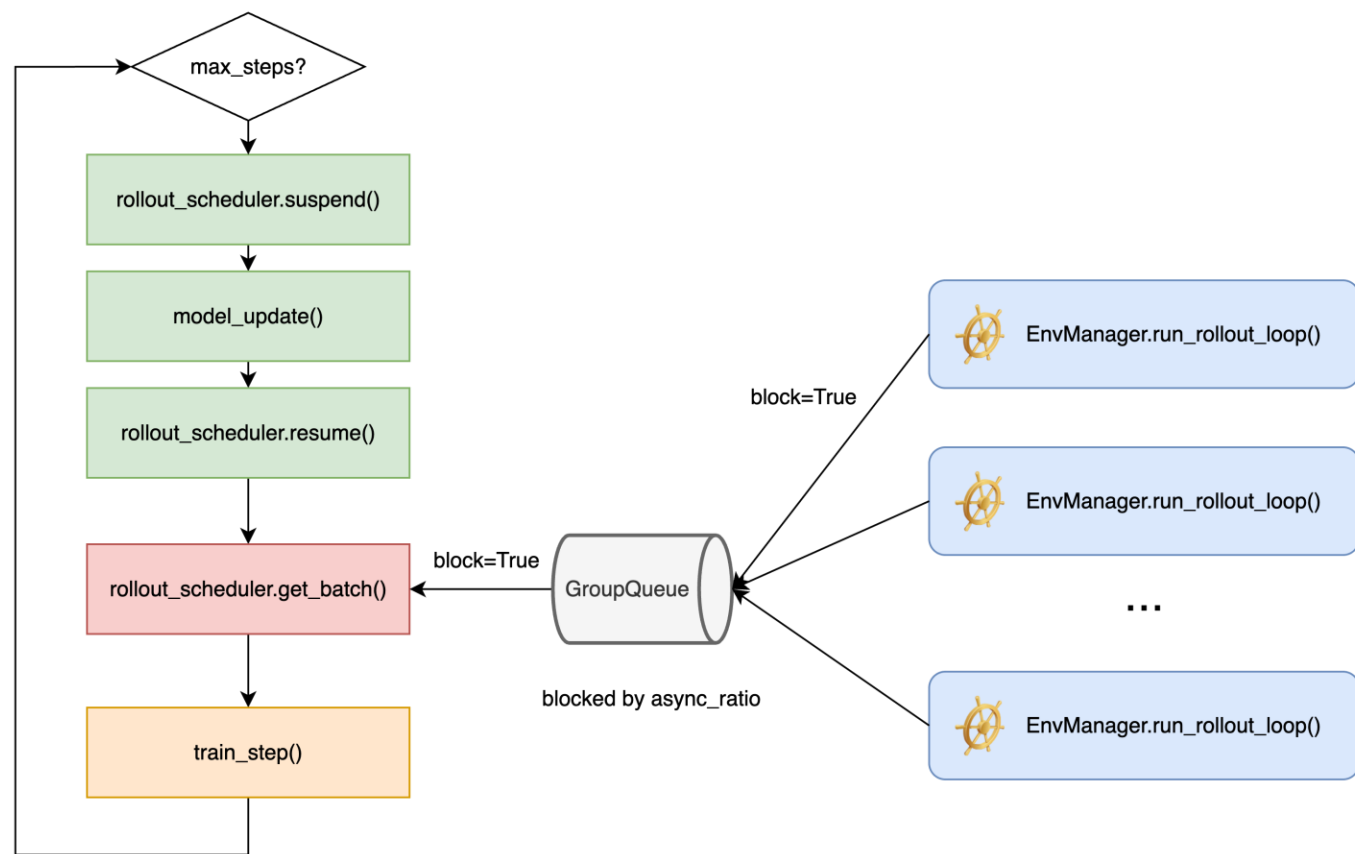 max_steps?
rollout_scheduler.suspend()
model_update()
rollout_scheduler.resume()
rollout_scheduler.get_batch()
train_step()
block=True
GroupQueue
blocked by async_ratio
block=True
EnvManager.run_rollout_loop()
EnvManager.run_rollout_loop()
...
EnvManager.run_rollout_loop()